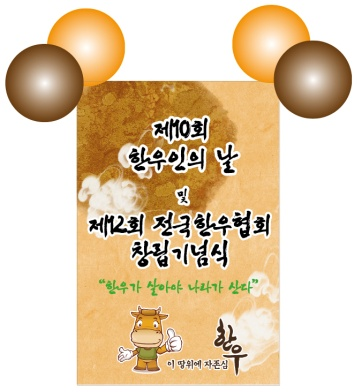 제10회
한우인의 날
및
제12회 전국한우협회
창립기념식
“한우가 살아야 나라가 산다”
한우
이 땅위에 자존심